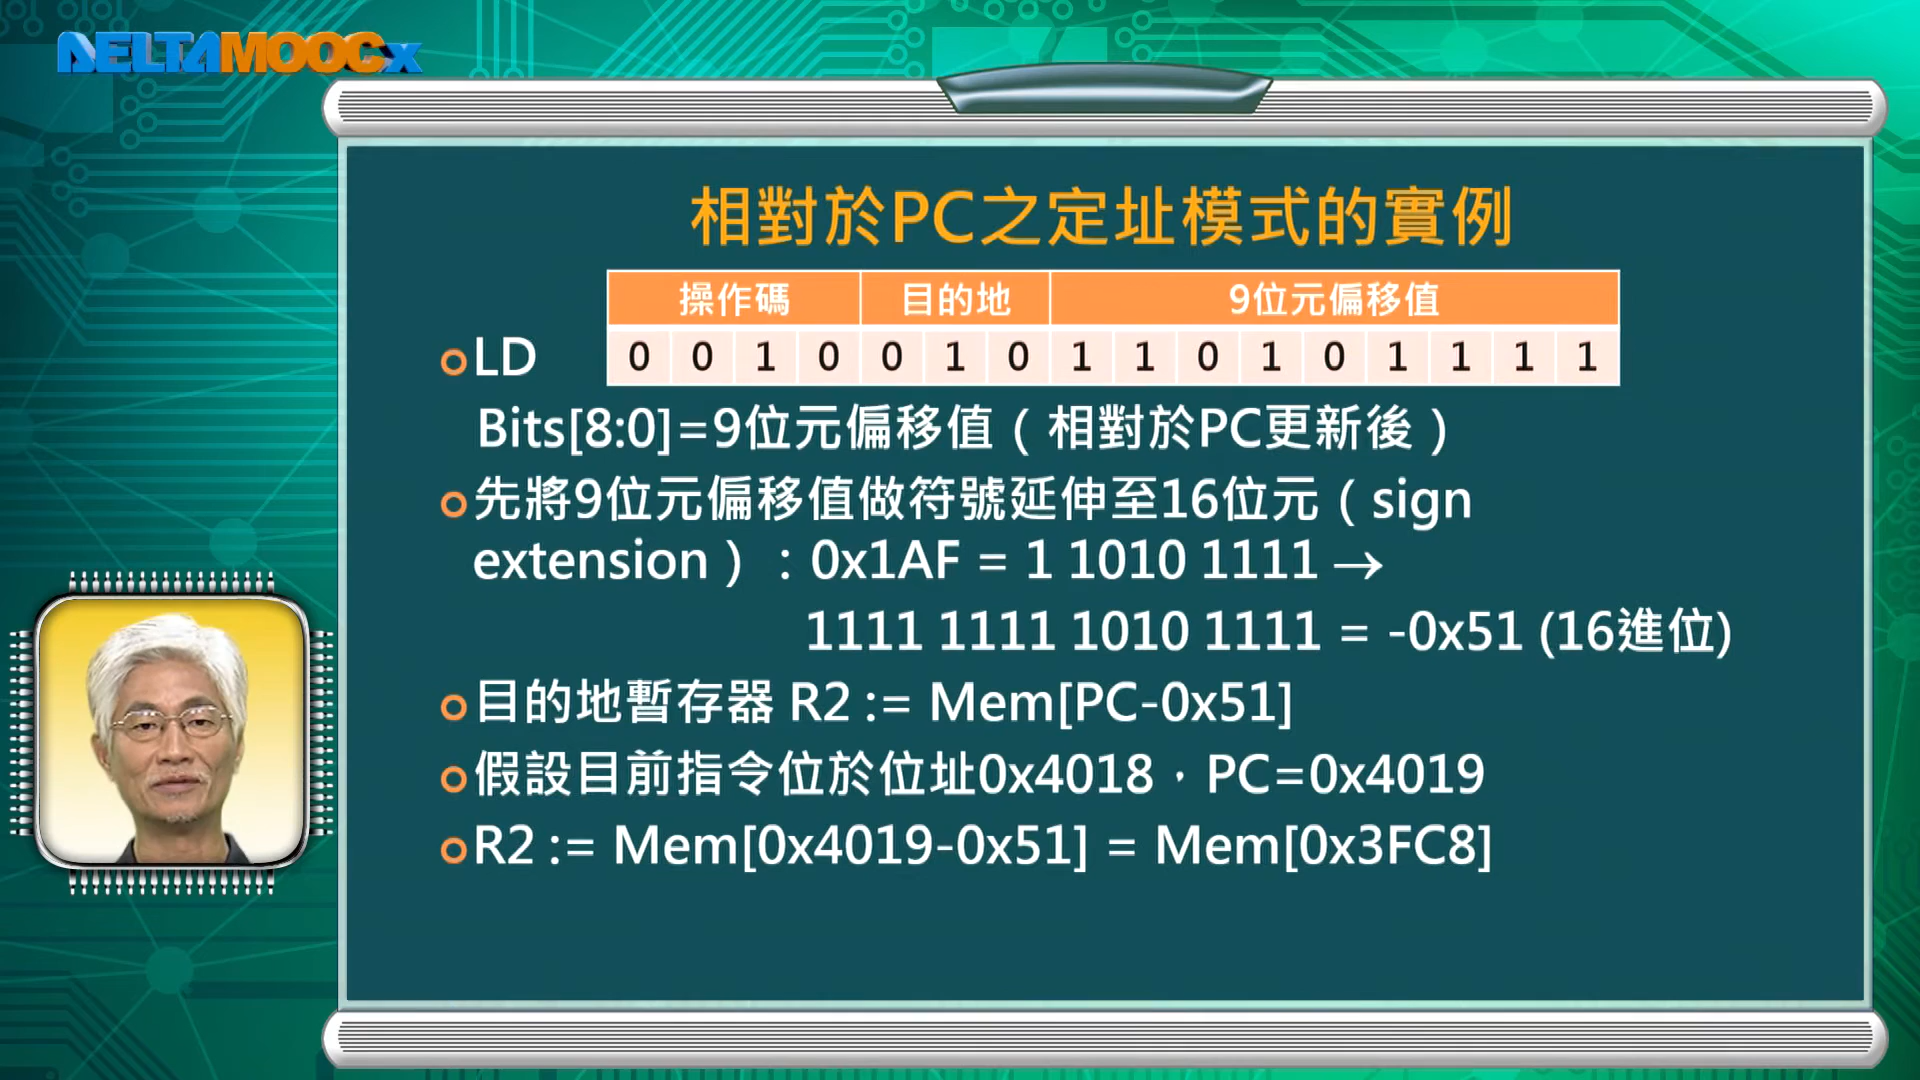 DELTAMOOCx
相對於PC之定址模式的實例
操作碼 目的地 9位元偏移值
LD 0 0 1 0 0 1 0 1 1 0 1 0 1 1 1 1
Bits[8:0]=9位元偏移值（相對於PC更新後）
先將9位元偏移值做符號延伸至16位元（sign
extension）：0x1AF = 1 1010 1111 →
1111 1111 1010 1111 = -0x51 (16進位)
目的地暫存器 R2 := Mem[PC-0x51]
假設目前指令位於位址0x4018，PC=0x4019
R2 := Mem[0x4019-0x51] = Mem[0x3FC8]